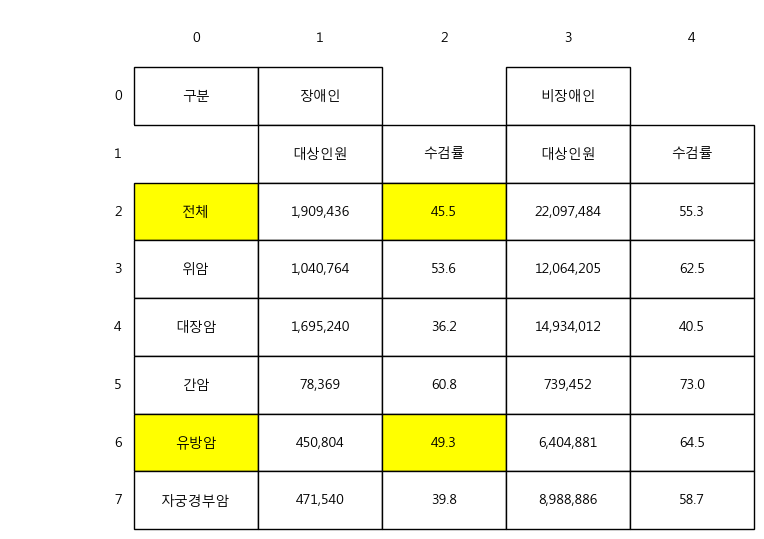 0 1 2 3 4
0 구분 장애인 비장애인
1 대상인원 수검률 대상인원 수검률
2 전체 1,909,436 45.5 22,097,484 55.3
3 위암 1,040,764 53.6 12,064,205 62.5
4 대장암 1,695,240 36.2 14,934,012 40.5
5 간암 78,369 60.8 739,452 73.0
6 유방암 450,804 49.3 6,404,881 64.5
7 자궁경부암 471,540 39.8 8,988,886 58.7